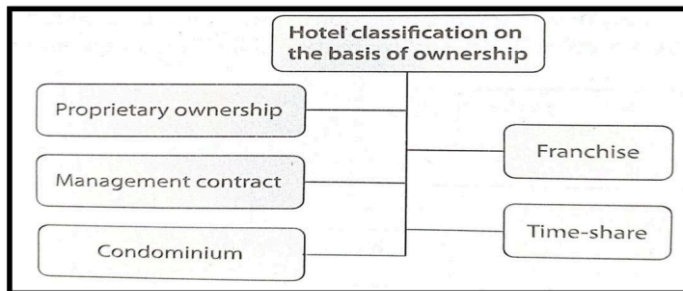 Hotel classification on
the basis of ownership
Proprietary ownership
Franchise
Management contract
Time-share
Condominium